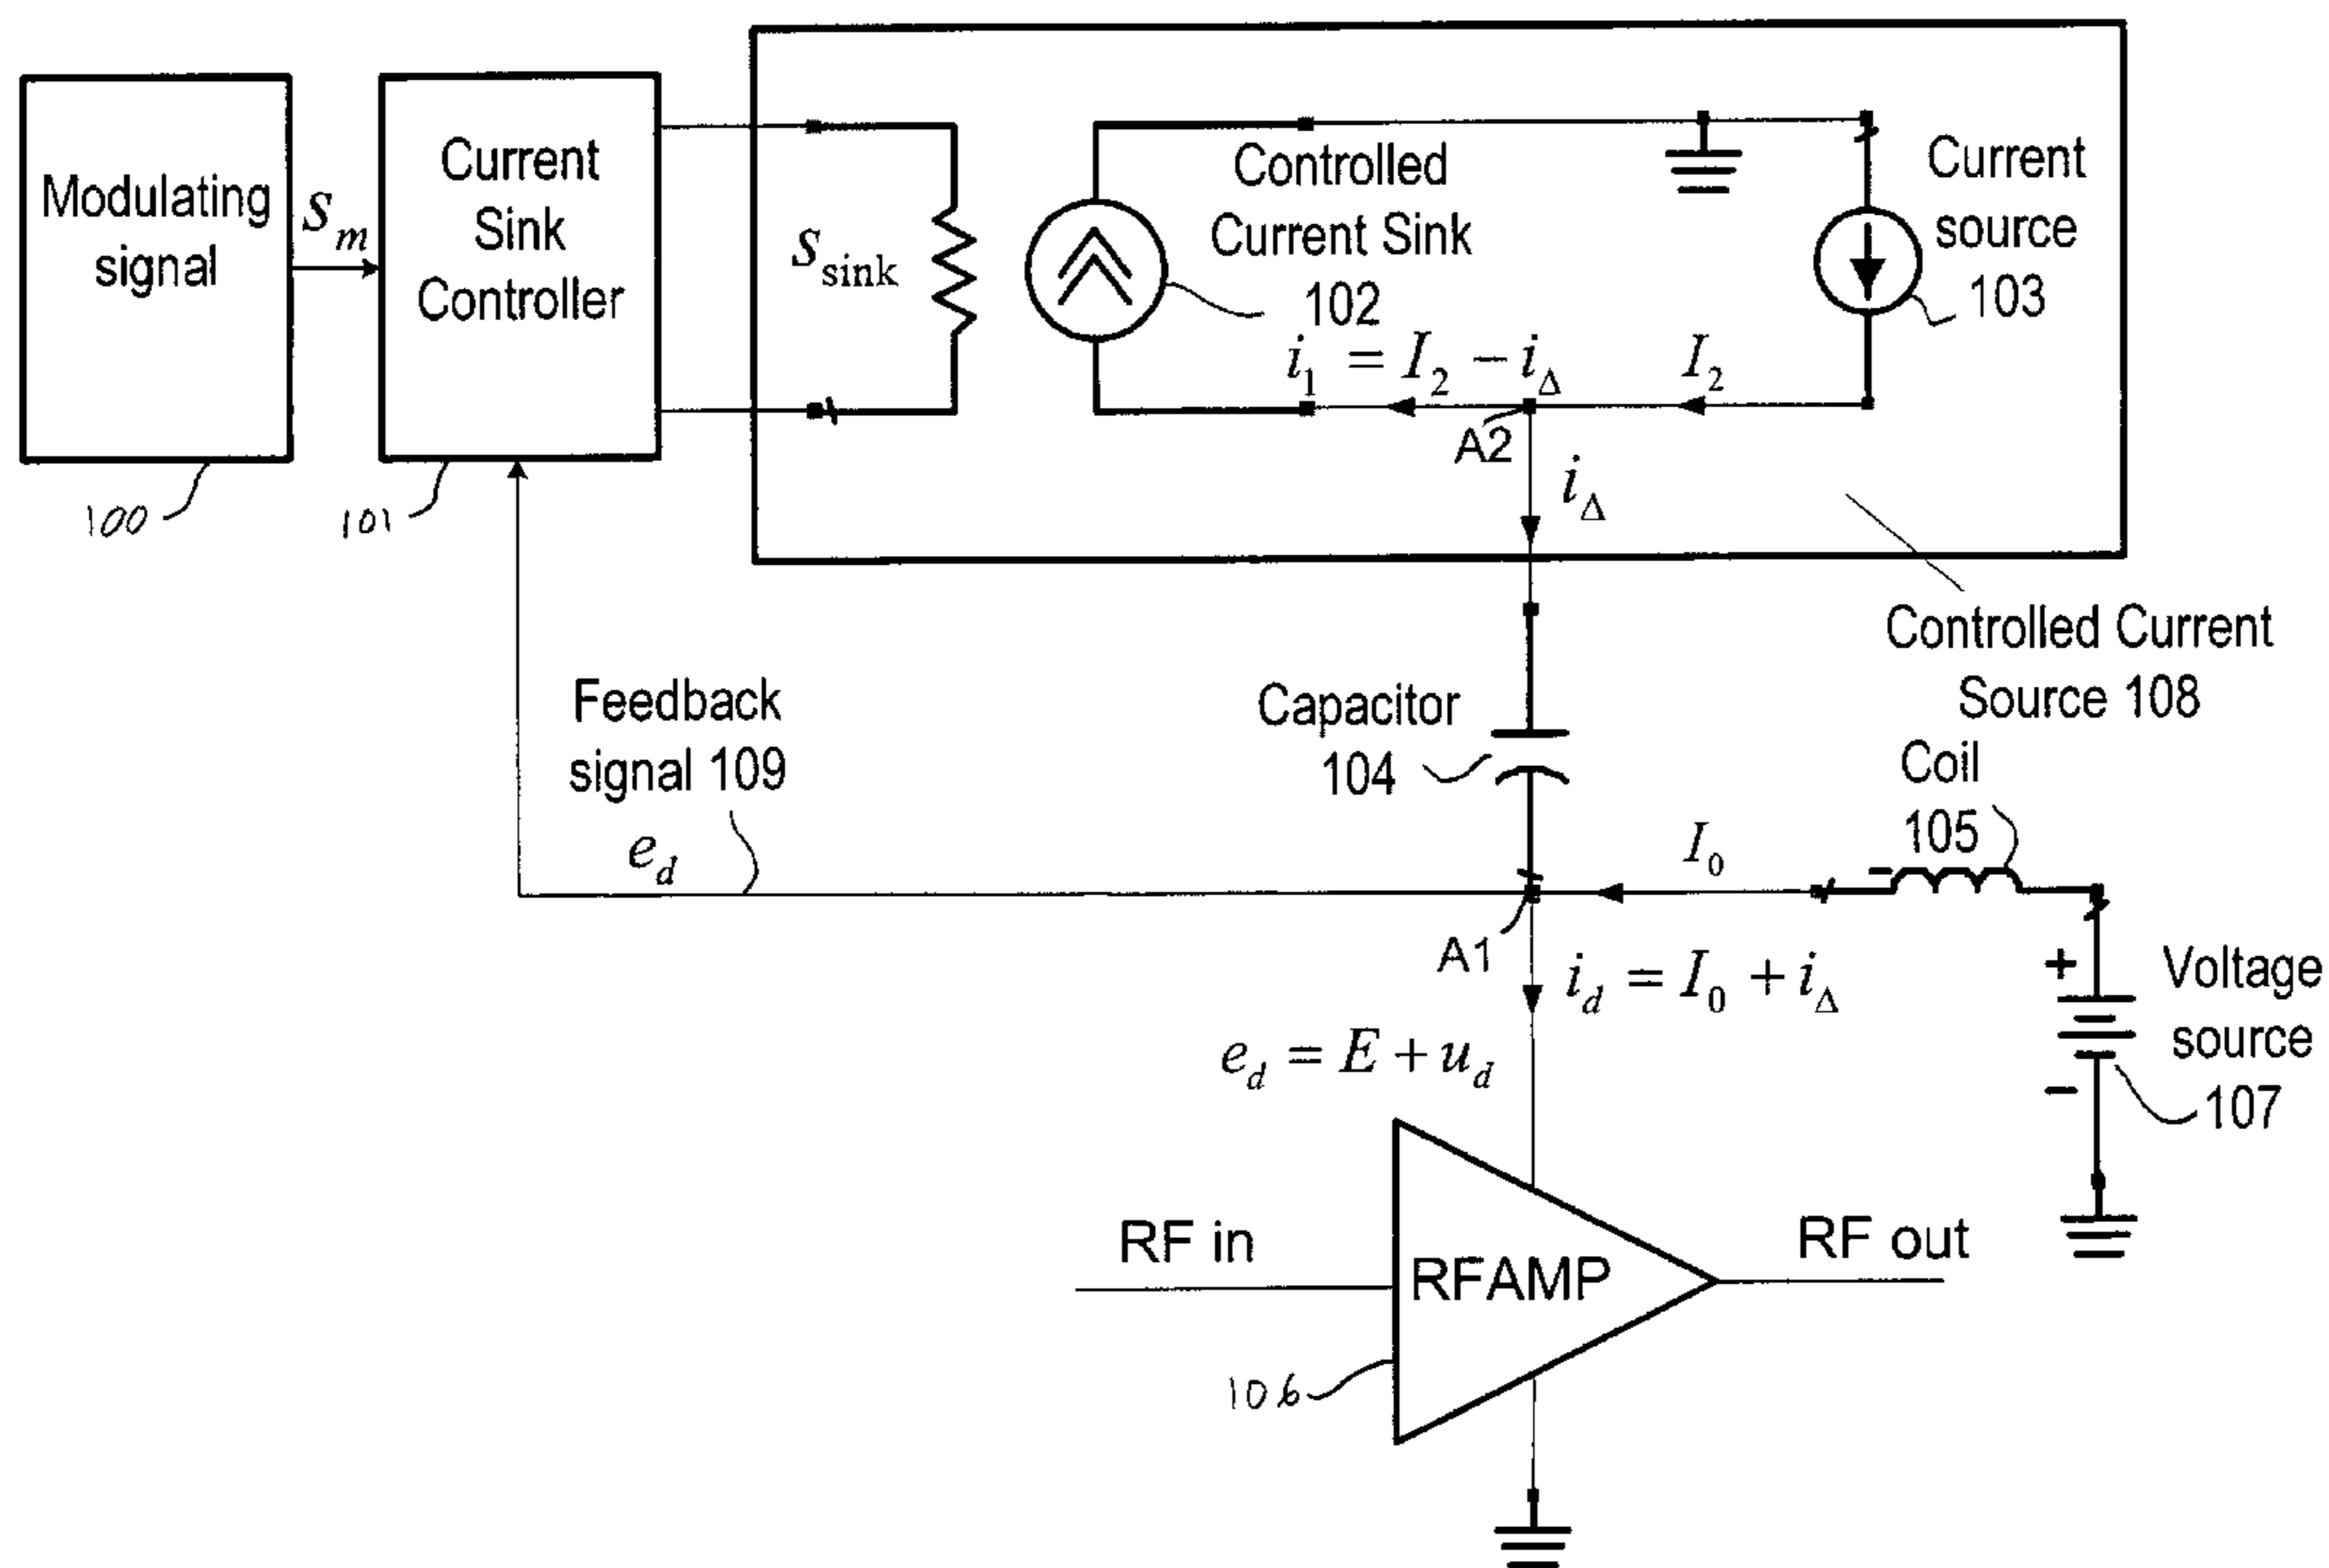 Modulating
signal
100
s_m
Current
Sink
Controller
101
s_sink
Controlled
Current Sink
102
Current
source
103
i_1 = I_2 − i_Δ
I_2
A2
i_Δ
Controlled Current
Source 108
Feedback
signal 109
e_d
Capacitor
104
Coil
105
I_0
A1
i_d = I_0 + i_Δ
e_d = E + u_d
+
−
Voltage
source
107
RF in
RFAMP
RF out
106